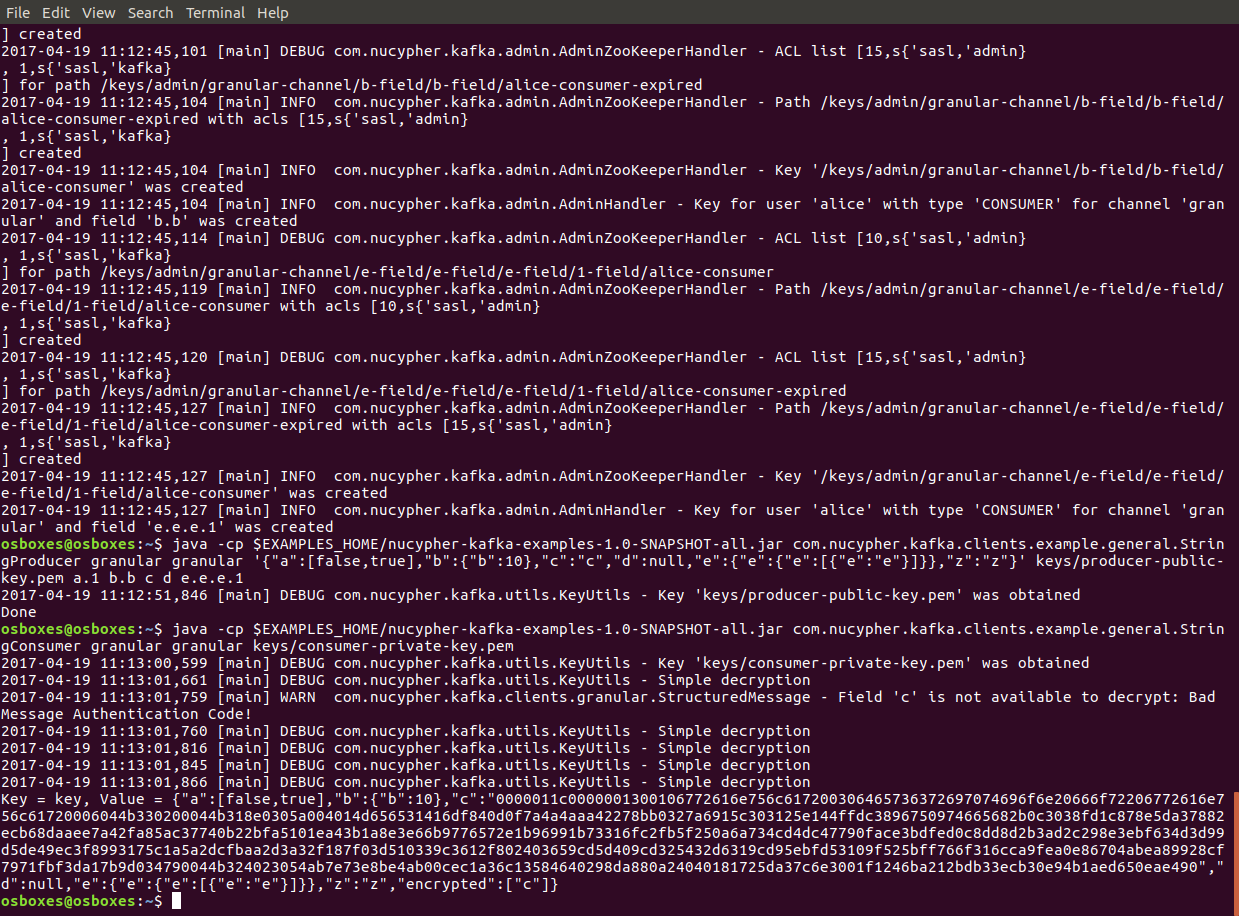 File Edit View Search Terminal Help
] created
2017-04-19 11:12:45,101 [main] DEBUG com.nucypher.kafka.admin.AdminZooKeeperHandler - ACL list [15,s{'sasl,'admin}
, 1,s{'sasl,'kafka}
] for path /keys/admin/granular-channel/b-field/b-field/alice-consumer-expired
2017-04-19 11:12:45,104 [main] INFO  com.nucypher.kafka.admin.AdminZooKeeperHandler - Path /keys/admin/granular-channel/b-field/b-field/
alice-consumer-expired with acls [15,s{'sasl,'admin}
, 1,s{'sasl,'kafka}
] created
2017-04-19 11:12:45,104 [main] INFO  com.nucypher.kafka.admin.AdminZooKeeperHandler - Key '/keys/admin/granular-channel/b-field/b-field/
alice-consumer' was created
2017-04-19 11:12:45,104 [main] INFO  com.nucypher.kafka.admin.AdminHandler - Key for user 'alice' with type 'CONSUMER' for channel 'gran
ular' and field 'b.b' was created
2017-04-19 11:12:45,114 [main] DEBUG com.nucypher.kafka.admin.AdminZooKeeperHandler - ACL list [10,s{'sasl,'admin}
, 1,s{'sasl,'kafka}
] for path /keys/admin/granular-channel/e-field/e-field/e-field/1-field/alice-consumer
2017-04-19 11:12:45,119 [main] INFO  com.nucypher.kafka.admin.AdminZooKeeperHandler - Path /keys/admin/granular-channel/e-field/e-field/
e-field/1-field/alice-consumer with acls [10,s{'sasl,'admin}
, 1,s{'sasl,'kafka}
] created
2017-04-19 11:12:45,120 [main] DEBUG com.nucypher.kafka.admin.AdminZooKeeperHandler - ACL list [15,s{'sasl,'admin}
, 1,s{'sasl,'kafka}
] for path /keys/admin/granular-channel/e-field/e-field/e-field/1-field/alice-consumer-expired
2017-04-19 11:12:45,127 [main] INFO  com.nucypher.kafka.admin.AdminZooKeeperHandler - Path /keys/admin/granular-channel/e-field/e-field/
e-field/1-field/alice-consumer-expired with acls [15,s{'sasl,'admin}
, 1,s{'sasl,'kafka}
] created
2017-04-19 11:12:45,127 [main] INFO  com.nucypher.kafka.admin.AdminZooKeeperHandler - Key '/keys/admin/granular-channel/e-field/e-field/
e-field/1-field/alice-consumer' was created
2017-04-19 11:12:45,127 [main] INFO  com.nucypher.kafka.admin.AdminHandler - Key for user 'alice' with type 'CONSUMER' for channel 'gran
ular' and field 'e.e.e.1' was created
osboxes@osboxes:~$ java -cp $EXAMPLES_HOME/nucypher-kafka-examples-1.0-SNAPSHOT-all.jar com.nucypher.kafka.clients.example.general.Strin
gProducer granular granular '{"a":[false,true],"b":{"b":10},"c":"c","d":null,"e":{"e":{"e":[{"e":"e"}]}},"z":"z"}' keys/producer-public-
key.pem a.1 b.b c d e.e.e.1
2017-04-19 11:12:51,846 [main] DEBUG com.nucypher.kafka.utils.KeyUtils - Key 'keys/producer-public-key.pem' was obtained
Done
osboxes@osboxes:~$ java -cp $EXAMPLES_HOME/nucypher-kafka-examples-1.0-SNAPSHOT-all.jar com.nucypher.kafka.clients.example.general.Strin
gConsumer granular granular keys/consumer-private-key.pem
2017-04-19 11:13:00,599 [main] DEBUG com.nucypher.kafka.utils.KeyUtils - Key 'keys/consumer-private-key.pem' was obtained
2017-04-19 11:13:01,661 [main] DEBUG com.nucypher.kafka.utils.KeyUtils - Simple decryption
2017-04-19 11:13:01,759 [main] WARN  com.nucypher.kafka.clients.granular.StructuredMessage - Field 'c' is not available to decrypt: Bad
Message Authentication Code!
2017-04-19 11:13:01,760 [main] DEBUG com.nucypher.kafka.utils.KeyUtils - Simple decryption
2017-04-19 11:13:01,816 [main] DEBUG com.nucypher.kafka.utils.KeyUtils - Simple decryption
2017-04-19 11:13:01,845 [main] DEBUG com.nucypher.kafka.utils.KeyUtils - Simple decryption
2017-04-19 11:13:01,866 [main] DEBUG com.nucypher.kafka.utils.KeyUtils - Simple decryption
Key = key, Value = {"a":[false,true],"b":{"b":10},"c":"0000011c0000001300106772616e756c617200306465736372697074696f6e20666f72206772616e7
56c61720006044b330200044b318e0305a004014d656531416df840d0f7a4a4aaa42278bb0327a6915c303125e144ffdc3896750974665682b0c3038fd1c878e5da37882
ecb68daaee7a42fa85ac37740b22bfa5101ea43b1a8e3e66b9776572e1b96991b73316fc2fb5f250a6a734cd4dc47790face3bdfed0c8dd8d2b3ad2c298e3ebf634d3d99
d5de49ec3f8993175c1a5a2dcfbaa2d3a32f187f03d510339c3612f802403659cd5d409cd325432d6319cd95ebfd53109f525bff766f316cca9fea0e86704abea89928cf
7971fbf3da17b9d034790044b324023054ab7e73e8be4ab00cec1a36c13584640298da880a24040181725da37c6e3001f1246ba212bdb33ecb30e94b1aed650eae490","
d":null,"e":{"e":{"e":[{"e":"e"}]}},"z":"z","encrypted":["c"]}
osboxes@osboxes:~$